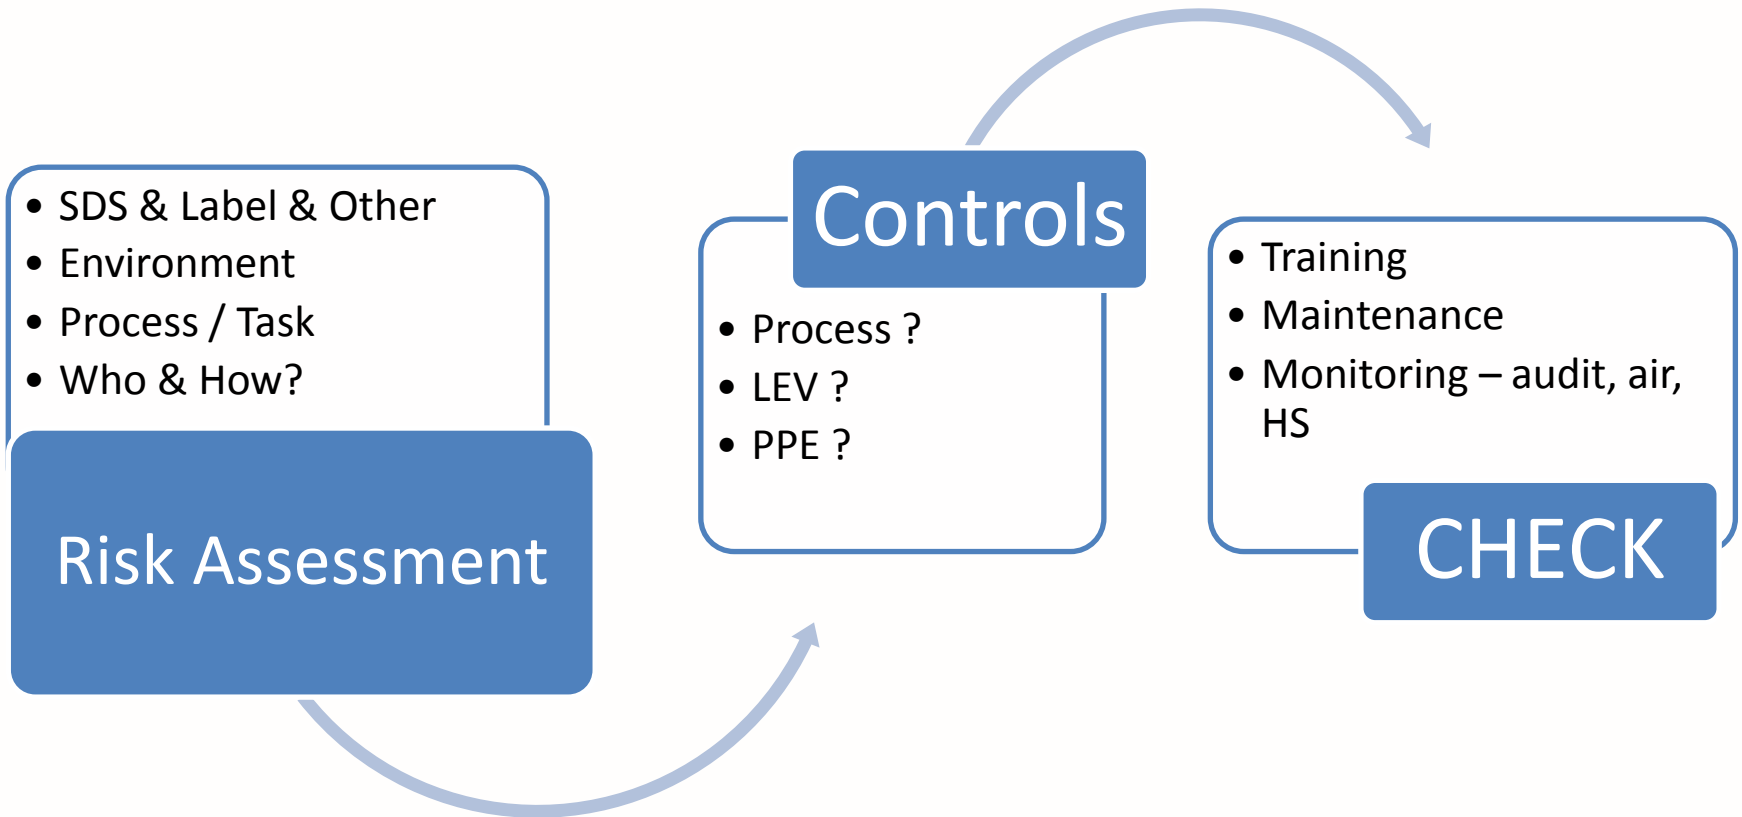 • SDS & Label & Other
• Environment
• Process / Task
• Who & How?
Risk Assessment
Controls
• Process ?
• LEV ?
• PPE ?
• Training
• Maintenance
• Monitoring – audit, air,
HS
CHECK